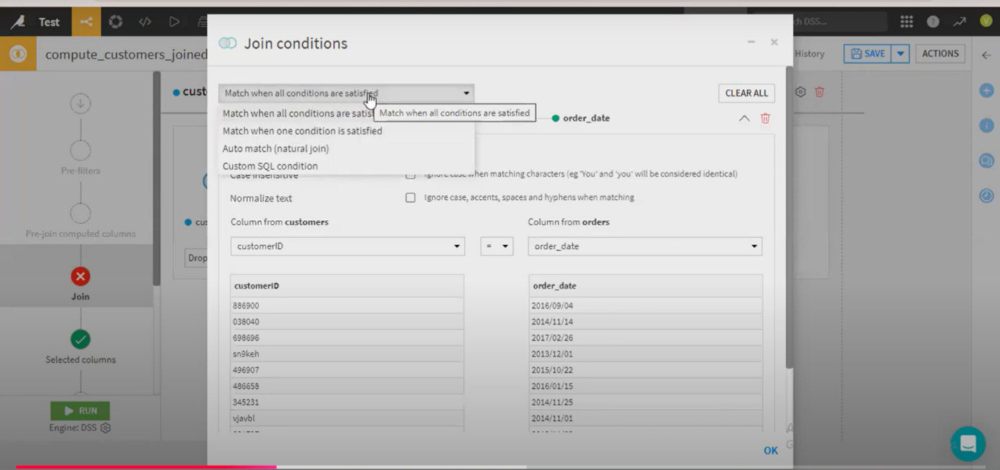 Test
ch DSS...
compute_customers_joined
History
SAVE
ACTIONS
Join conditions
Match when all conditions are satisfied
CLEAR ALL
Match when all conditions are satisf
Match when all conditions are satisfied
order_date
Match when one condition is satisfied
Auto match (natural join)
Custom SQL condition
Case insensitive
Ignore case when matching characters (eg 'You' and 'you' will be considered identical)
Normalize text
Ignore case, accents, spaces and hyphens when matching
Column from customers
Column from orders
customerID
=
order_date
customerID
order_date
886900
2016/09/04
038040
2014/11/14
698696
2017/02/26
sn9keh
2013/12/01
496907
2015/10/22
486658
2016/01/15
345231
2014/11/25
vjavbl
2014/11/01
OK
cust
cus
Drop
Pre-filters
Pre-join computed columns
Join
Selected columns
RUN
Engine: DSS
V